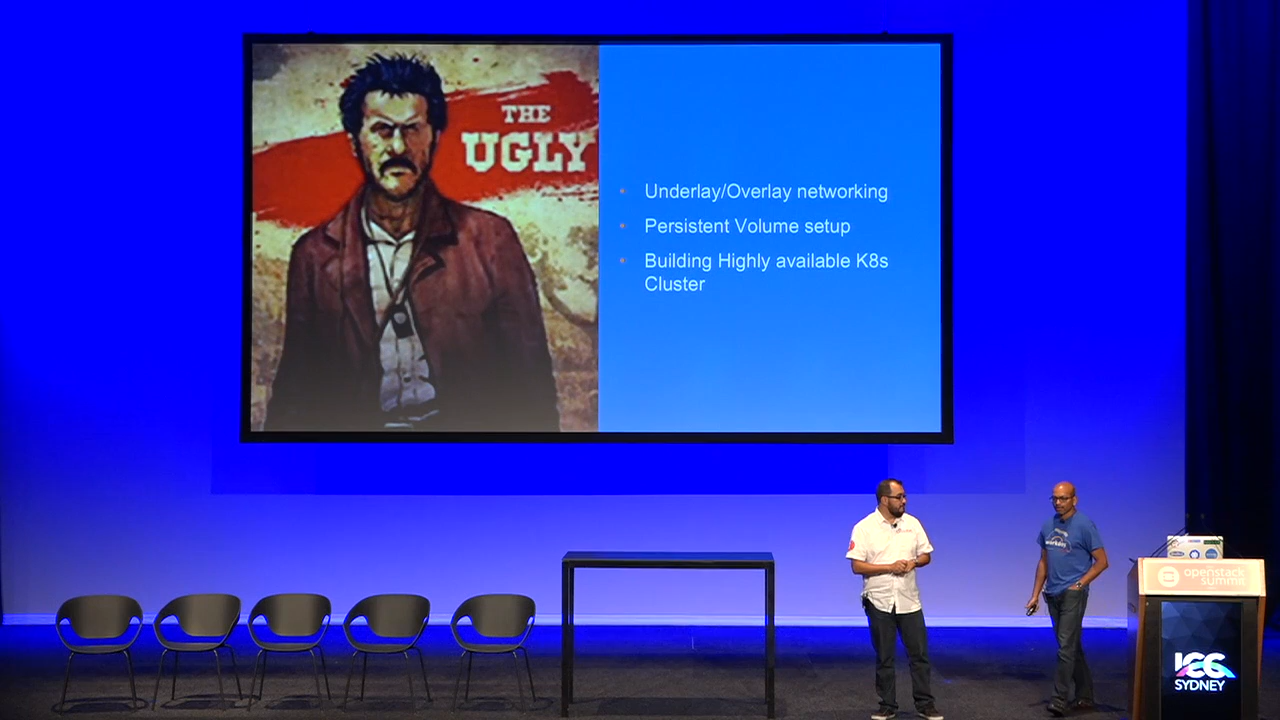 THE
UGLY
Underlay/Overlay networking
Persistent Volume setup
Building Highly available K8s
Cluster
openstack
summit
ICC
SYDNEY